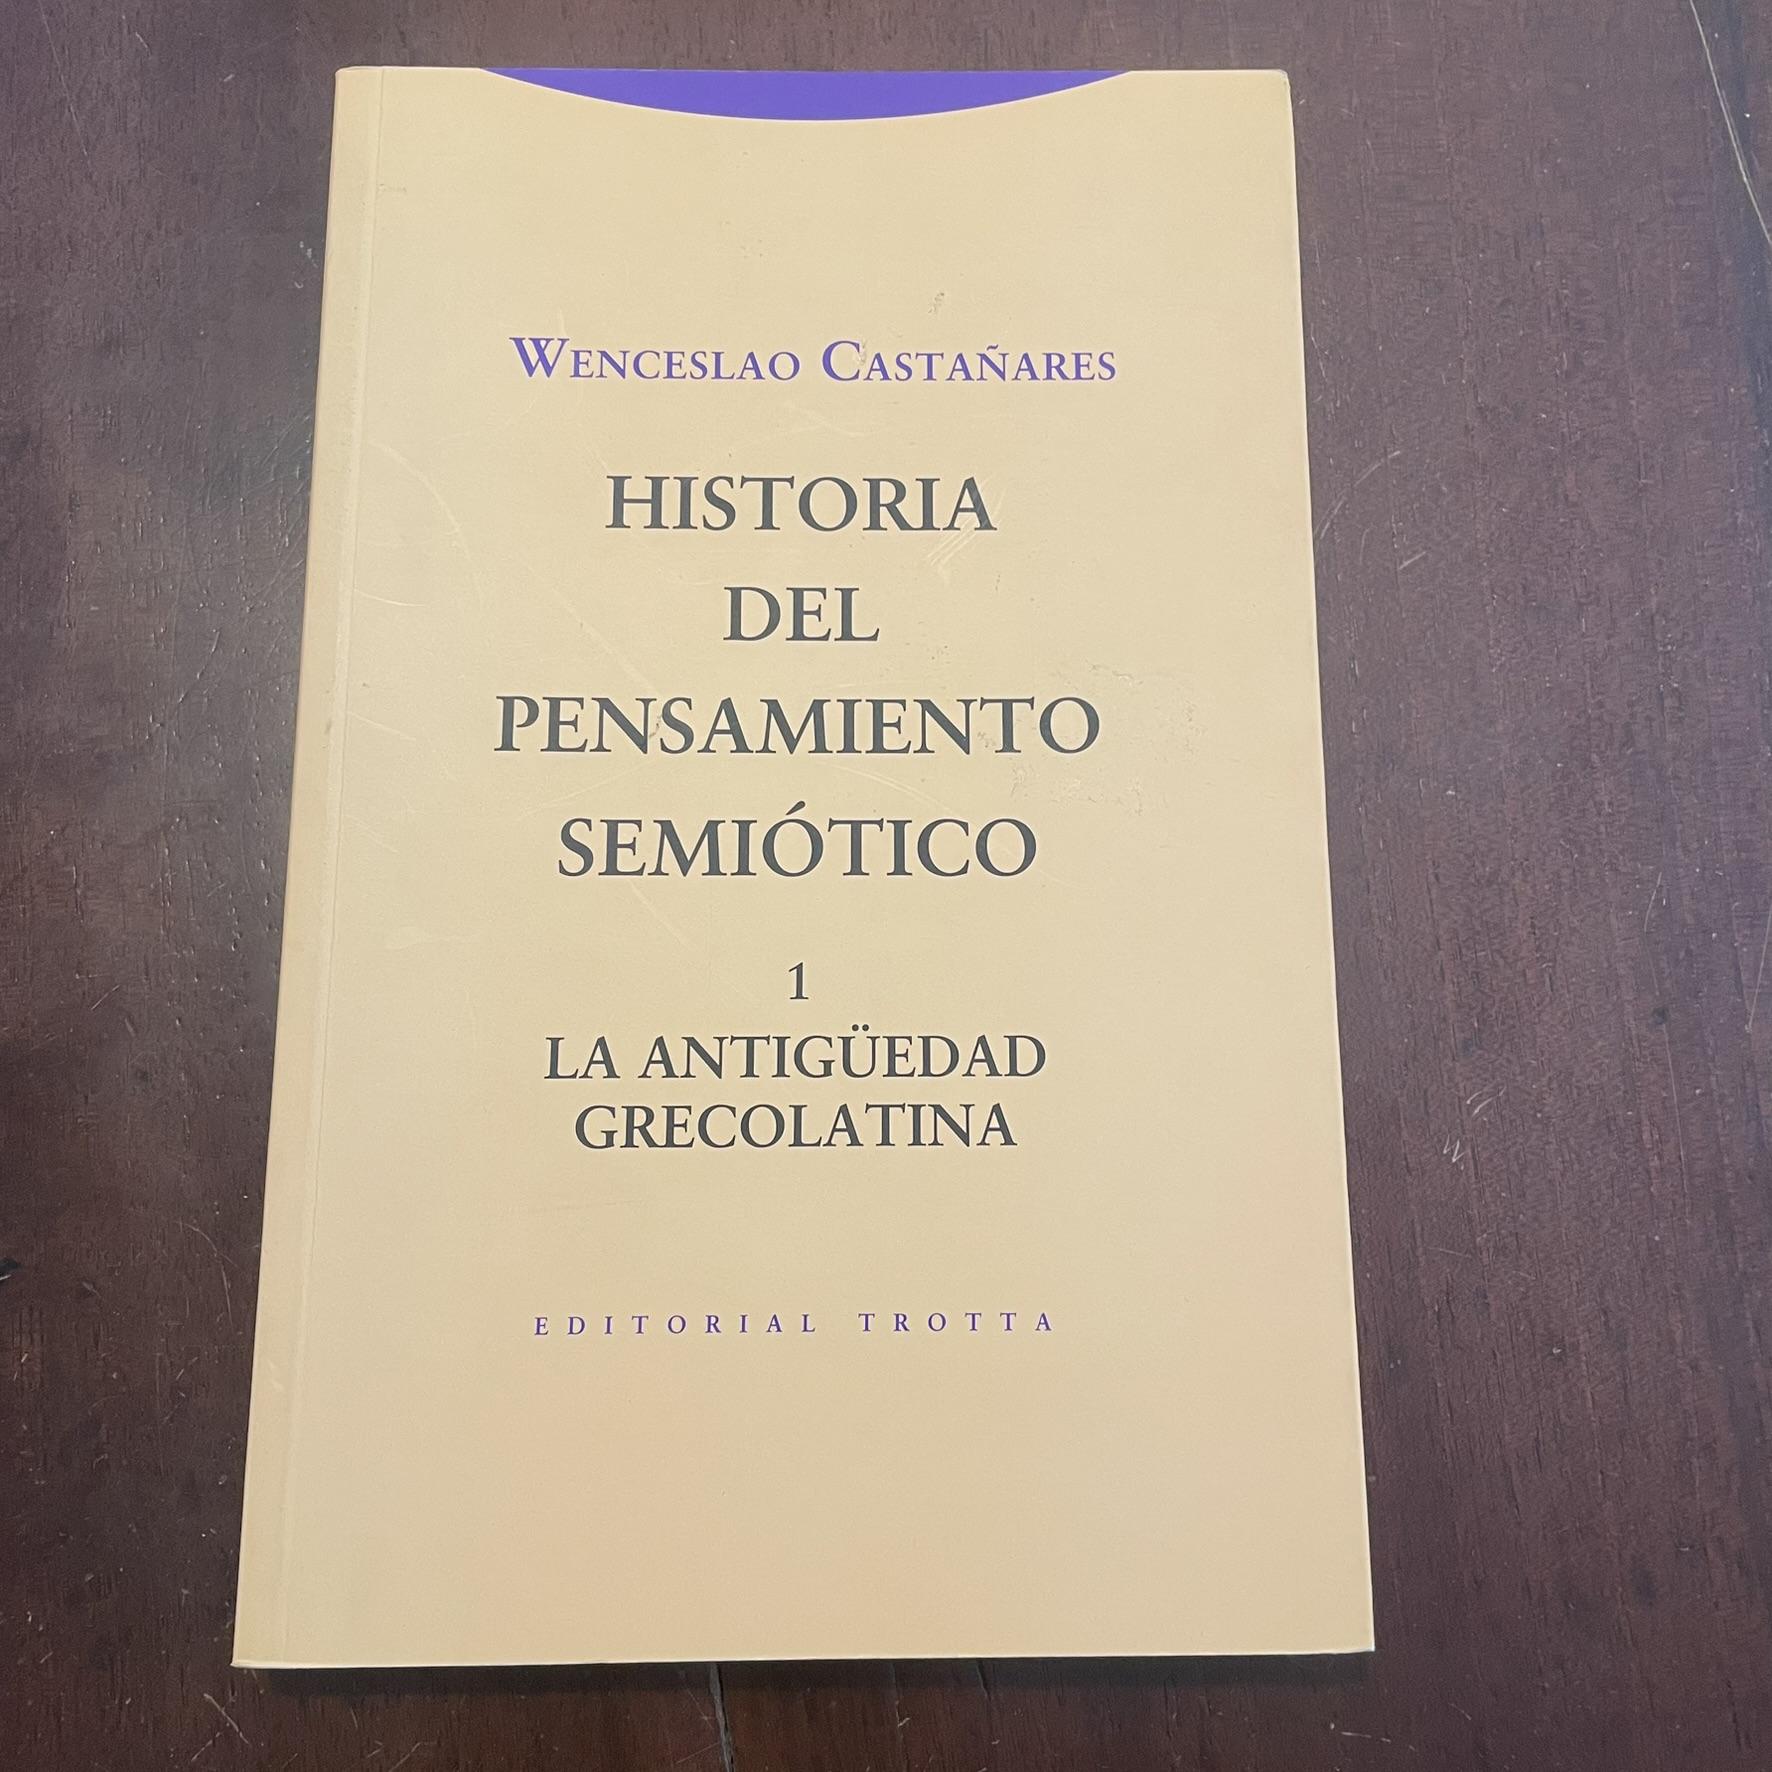 Wenceslao Castañares
HISTORIA
DEL
PENSAMIENTO
SEMIÓTICO
1
LA ANTIGÜEDAD
GRECOLATINA
EDITORIAL TROTTA